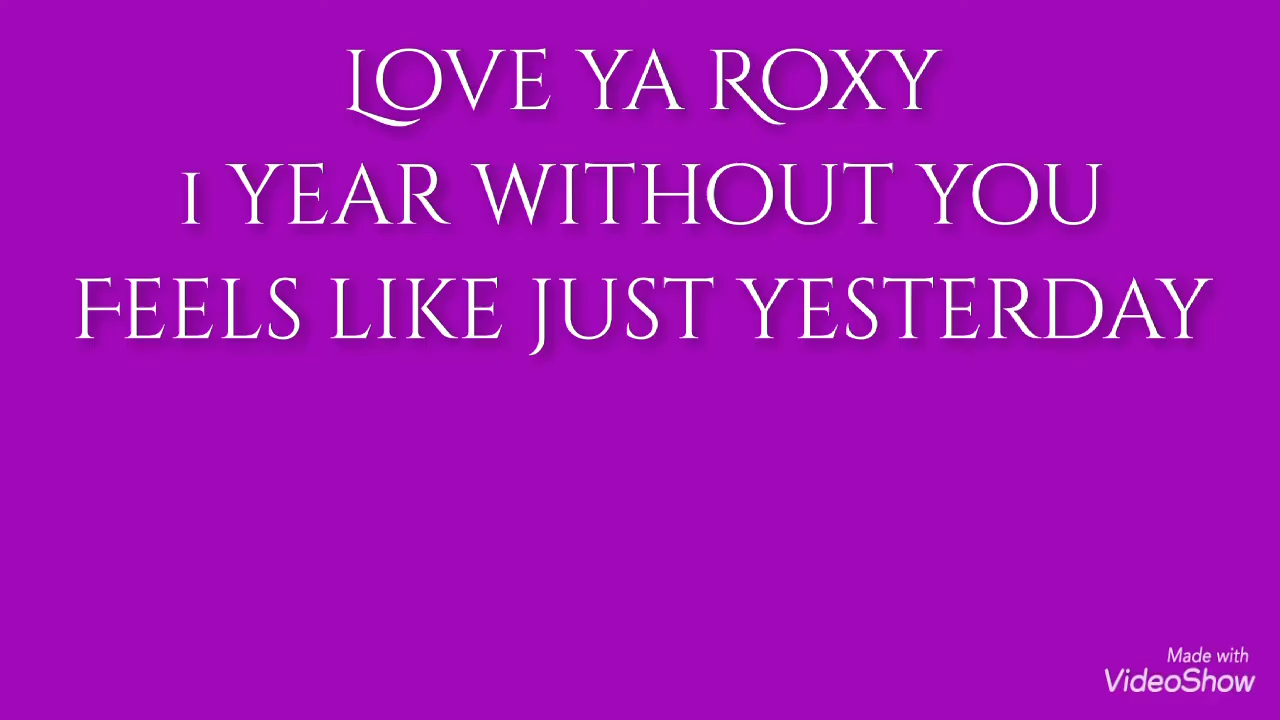 Love ya Roxy
1 year without you
Feels like just yesterday
Made with
VideoShow